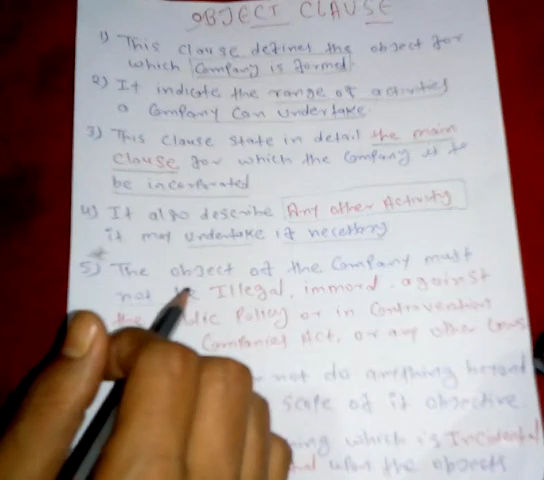 OBJECT CLAUSE
1) This clause defines the object for
which Company is formed
2) It indicate the range of activities
a Company can undertake
3) This clause state in detail the main
clause for which the Company is to
be incorporated
4) It also describe Any other Activity
it may undertake if necessary
5) The object of the Company must
not Illegal, immoral, against
the Policy or in Contravention
Companies Act, or any other Laws
not do anything beyond
scope of it objective
which is Incidental
upon the objects